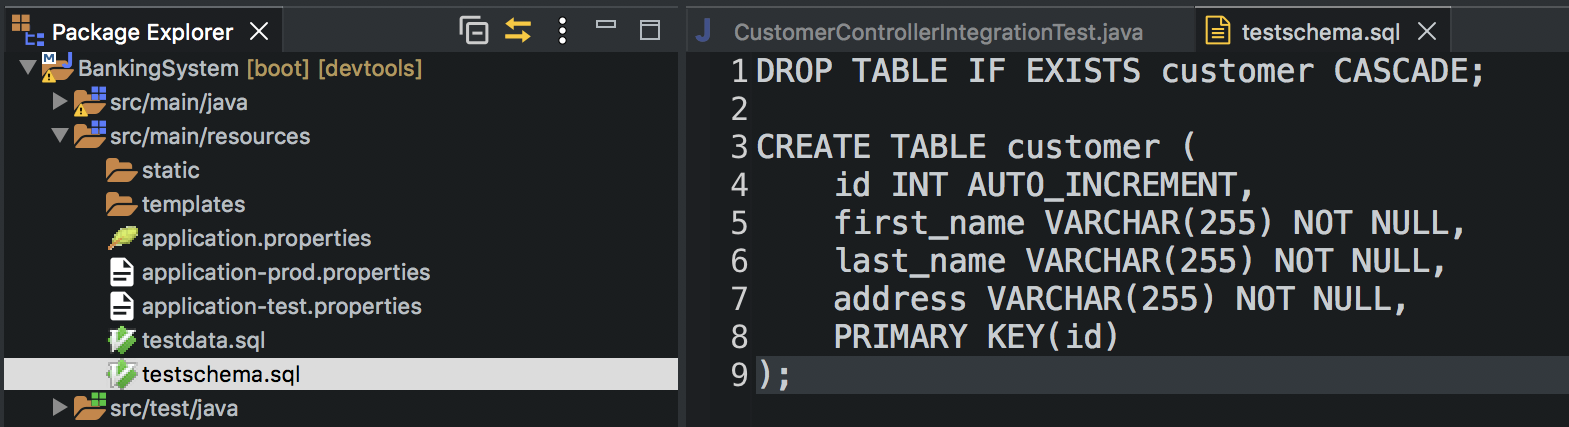 Package Explorer
BankingSystem [boot] [devtools]
src/main/java
src/main/resources
static
templates
application.properties
application-prod.properties
application-test.properties
testdata.sql
testschema.sql
src/test/java
CustomerControllerIntegrationTest.java
testschema.sql
1 DROP TABLE IF EXISTS customer CASCADE;
2
3 CREATE TABLE customer (
4     id INT AUTO_INCREMENT,
5     first_name VARCHAR(255) NOT NULL,
6     last_name VARCHAR(255) NOT NULL,
7     address VARCHAR(255) NOT NULL,
8     PRIMARY KEY(id)
9 );